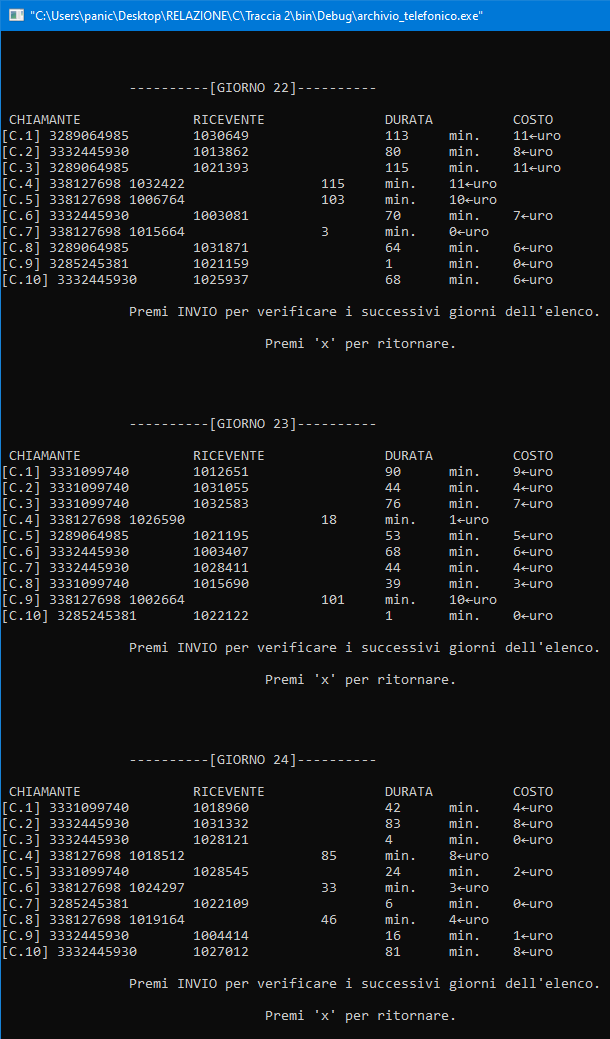 "C:\Users\panic\Desktop\RELAZIONE\C\Traccia 2\bin\Debug\archivio_telefonico.exe"
----------[GIORNO 22]----------
CHIAMANTE RICEVENTE DURATA COSTO
[C.1] 3289064985 1030649 113 min. 11←uro
[C.2] 3332445930 1013862 80 min. 8←uro
[C.3] 3289064985 1021393 115 min. 11←uro
[C.4] 338127698 1032422 115 min. 11←uro
[C.5] 338127698 1006764 103 min. 10←uro
[C.6] 3332445930 1003081 70 min. 7←uro
[C.7] 338127698 1015664 3 min. 0←uro
[C.8] 3289064985 1031871 64 min. 6←uro
[C.9] 3285245381 1021159 1 min. 0←uro
[C.10] 3332445930 1025937 68 min. 6←uro
Premi INVIO per verificare i successivi giorni dell'elenco.
Premi 'x' per ritornare.
----------[GIORNO 23]----------
CHIAMANTE RICEVENTE DURATA COSTO
[C.1] 3331099740 1012651 90 min. 9←uro
[C.2] 3331099740 1031055 44 min. 4←uro
[C.3] 3331099740 1032583 76 min. 7←uro
[C.4] 338127698 1026590 18 min. 1←uro
[C.5] 3289064985 1021195 53 min. 5←uro
[C.6] 3332445930 1003407 68 min. 6←uro
[C.7] 3332445930 1028411 44 min. 4←uro
[C.8] 3331099740 1015690 39 min. 3←uro
[C.9] 338127698 1002664 101 min. 10←uro
[C.10] 3285245381 1022122 1 min. 0←uro
Premi INVIO per verificare i successivi giorni dell'elenco.
Premi 'x' per ritornare.
----------[GIORNO 24]----------
CHIAMANTE RICEVENTE DURATA COSTO
[C.1] 3331099740 1018960 42 min. 4←uro
[C.2] 3332445930 1031332 83 min. 8←uro
[C.3] 3332445930 1028121 4 min. 0←uro
[C.4] 338127698 1018512 85 min. 8←uro
[C.5] 3331099740 1028545 24 min. 2←uro
[C.6] 338127698 1024297 33 min. 3←uro
[C.7] 3285245381 1022109 6 min. 0←uro
[C.8] 338127698 1019164 46 min. 4←uro
[C.9] 3332445930 1004414 16 min. 1←uro
[C.10] 3332445930 1027012 81 min. 8←uro
Premi INVIO per verificare i successivi giorni dell'elenco.
Premi 'x' per ritornare.